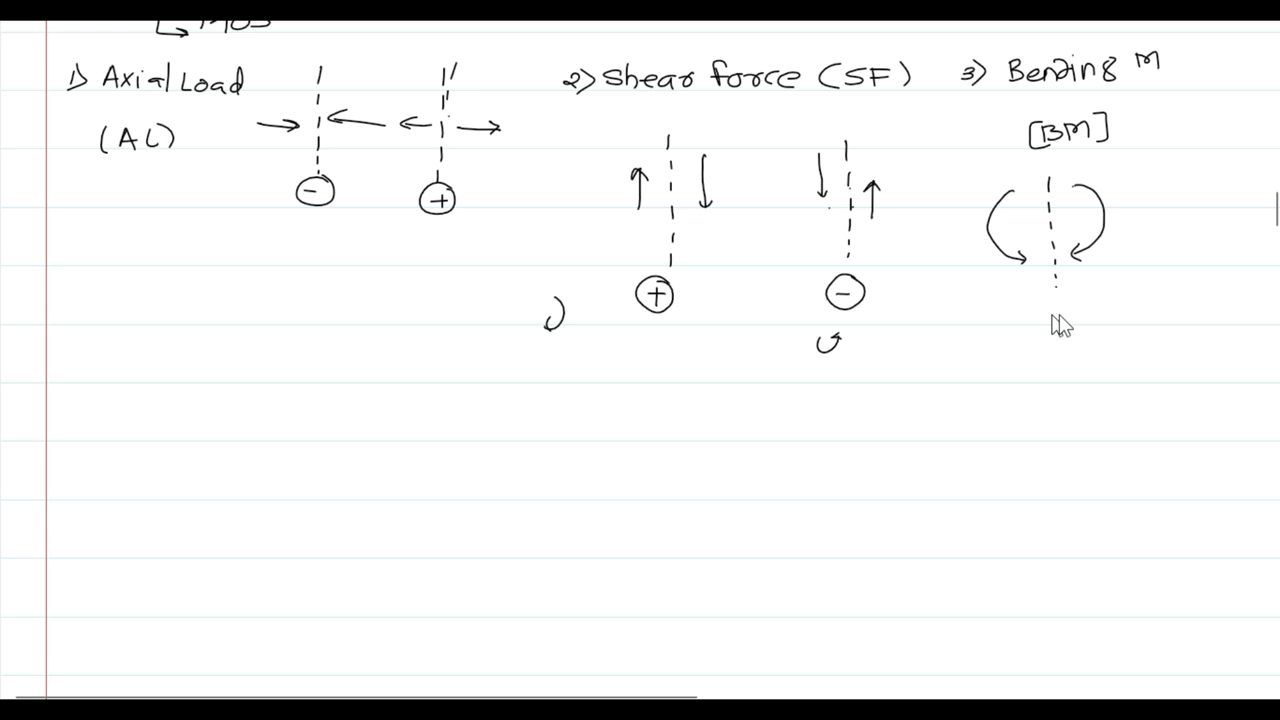 1) Axial Load
(AL)
-
+
2) Shear force (SF)
+
-
3) Bending M
[BM]